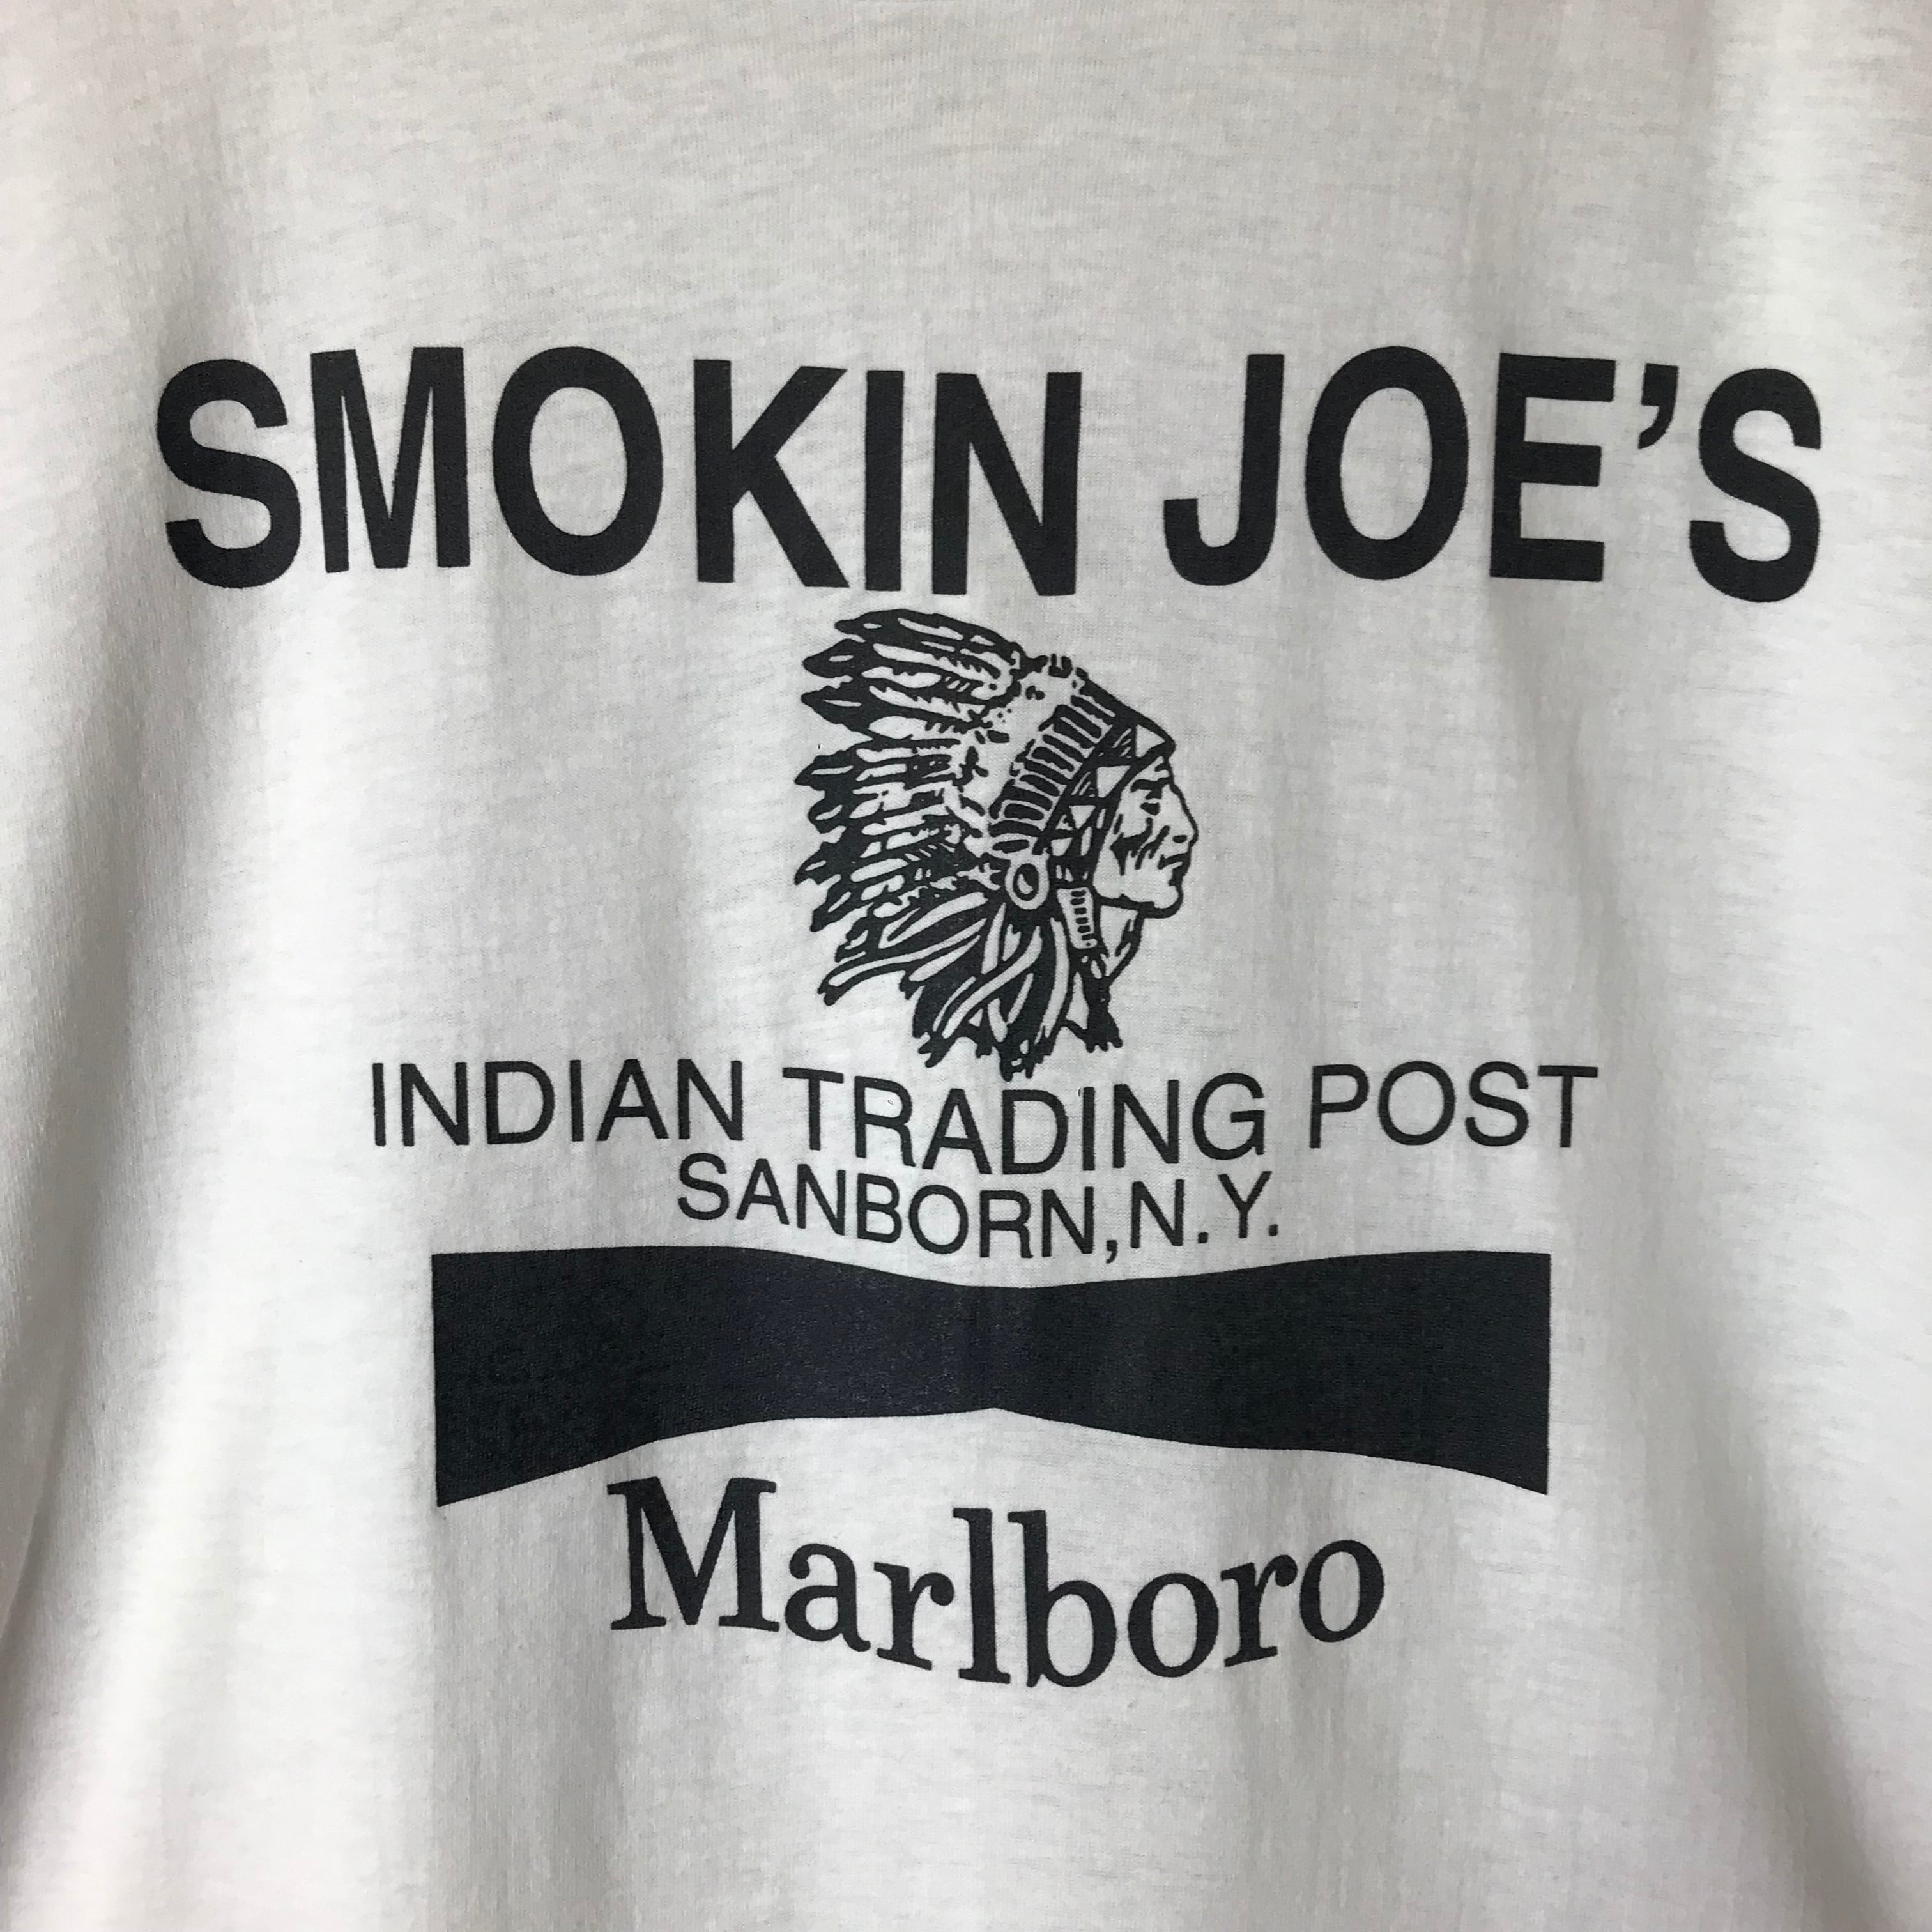 SMOKIN JOE'S
INDIAN TRADING POST
SANBORN, N.Y.
Marlboro